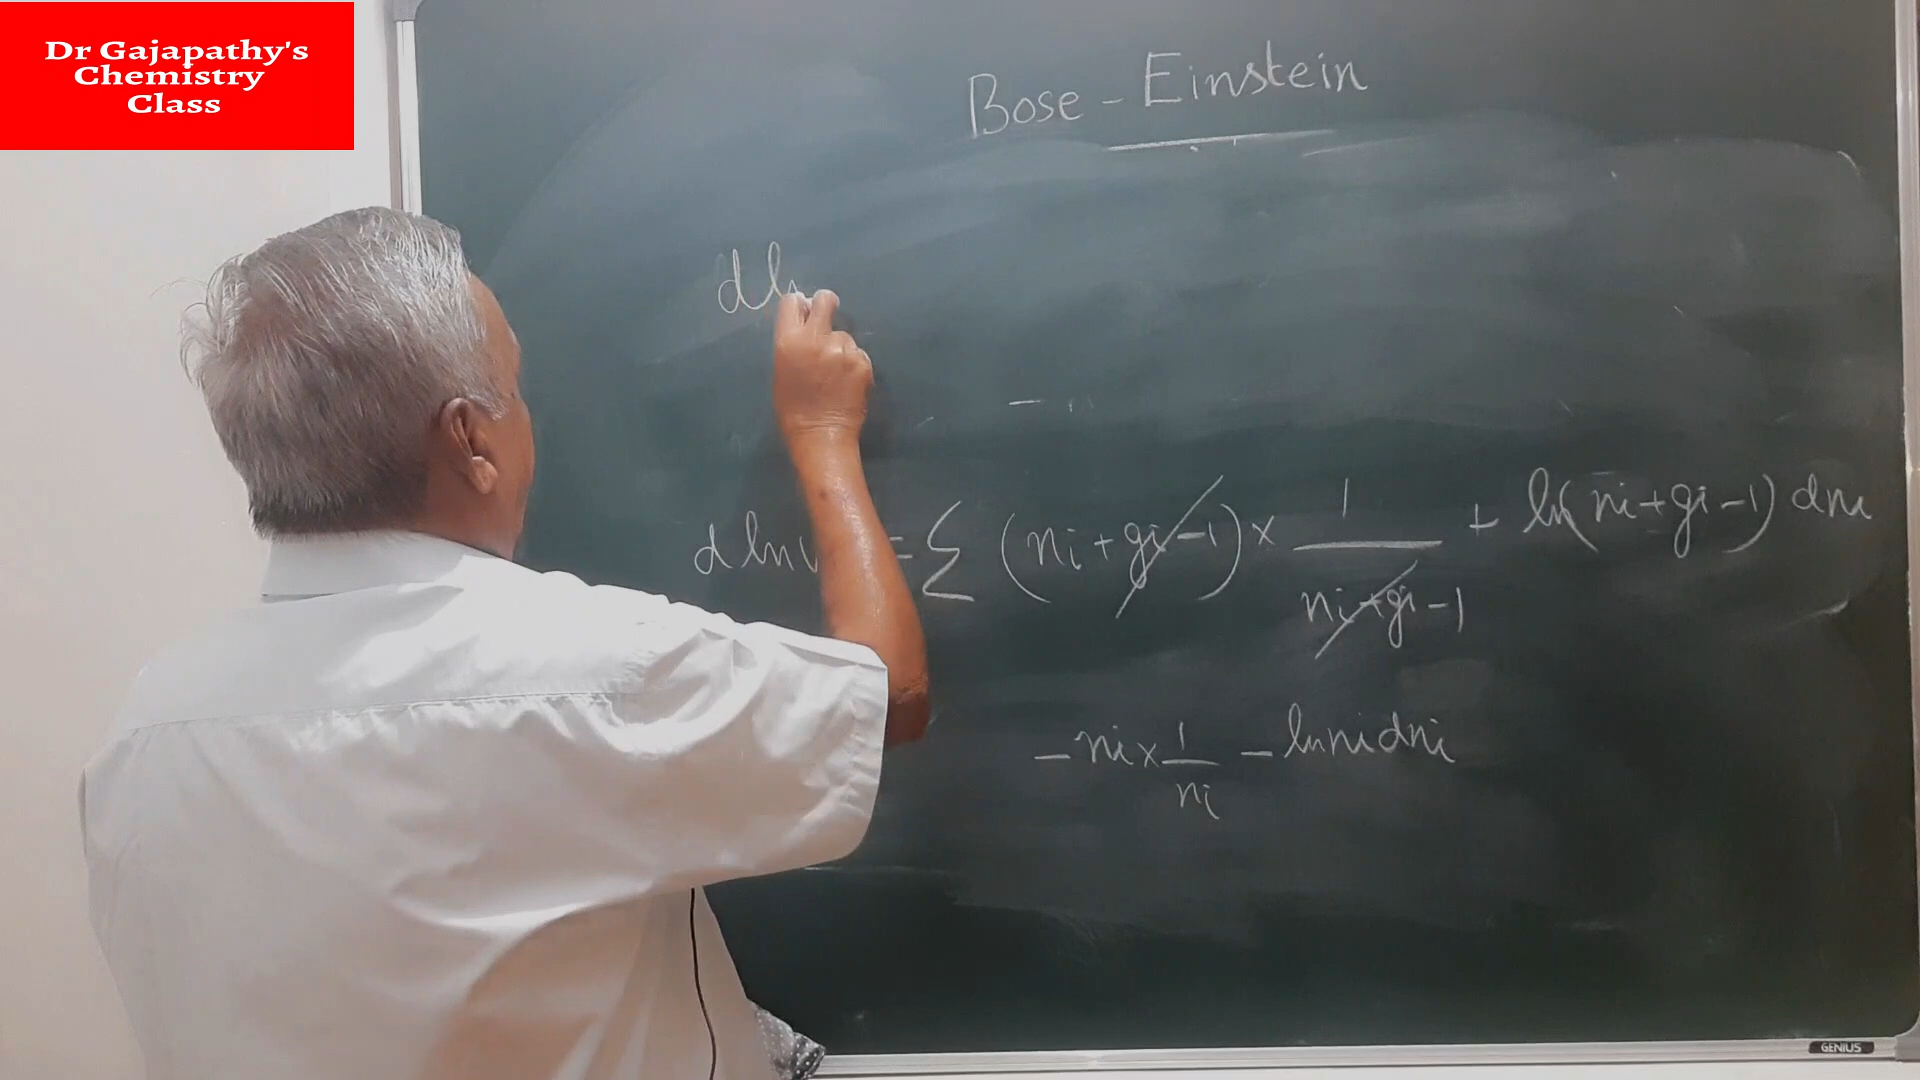 Dr Gajapathy's
Chemistry
Class
Bose - Einstein
dln
dln = Σ (ni + gi - 1) × 1 / ni + gi - 1 + ln(ni + gi - 1) dni
- ni × 1 / ni - ln ni dni
GENIUS